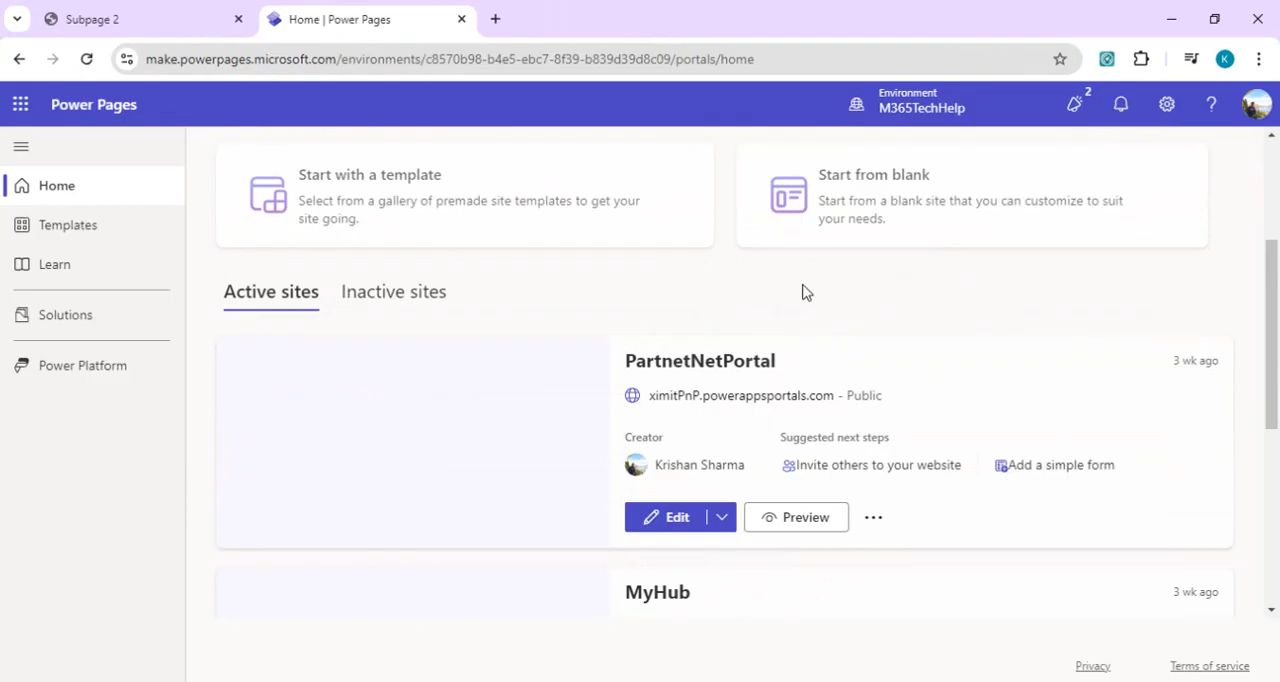 Subpage 2
Home | Power Pages
make.powerpages.microsoft.com/environments/c8570b98-b4e5-ebc7-8f39-b839d39d8c09/portals/home
K
Power Pages
Environment
M365TechHelp
2
Home
Templates
Learn
Solutions
Power Platform
Start with a template
Select from a gallery of premade site templates to get your
site going.
Start from blank
Start from a blank site that you can customize to suit
your needs.
Active sites
Inactive sites
PartnetNetPortal
3 wk ago
ximitPnP.powerappsportals.com - Public
Creator
Suggested next steps
Krishan Sharma
Invite others to your website
Add a simple form
Edit
Preview
MyHub
3 wk ago
Privacy
Terms of service